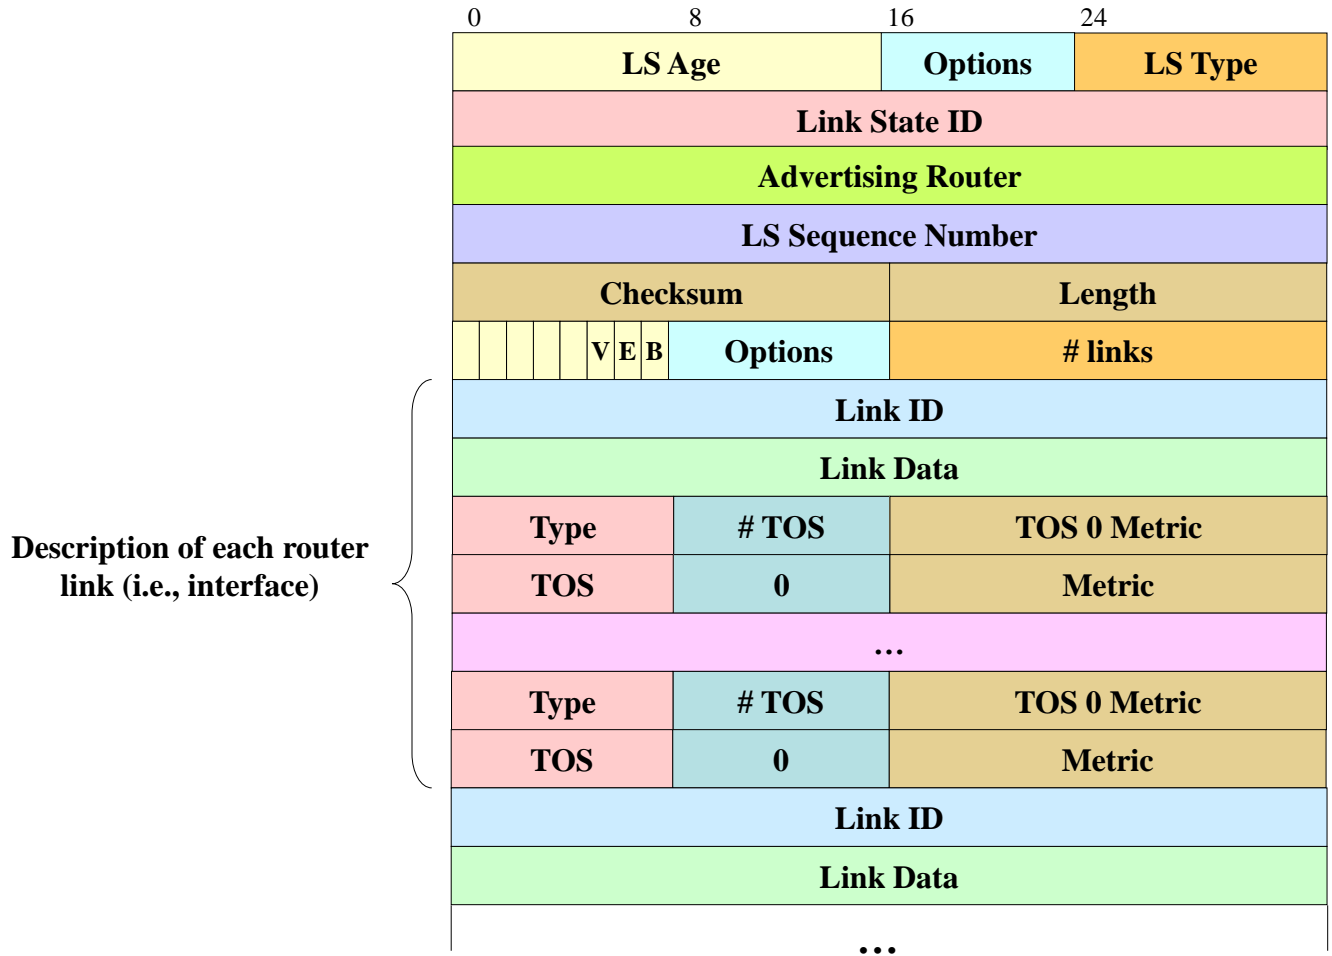 0 8 16 24
LS Age Options LS Type
Link State ID
Advertising Router
LS Sequence Number
Checksum Length
V E B Options # links
Link ID
Link Data
Type # TOS TOS 0 Metric
Description of each router
link (i.e., interface)
TOS 0 Metric
...
Type # TOS TOS 0 Metric
TOS 0 Metric
Link ID
Link Data
...